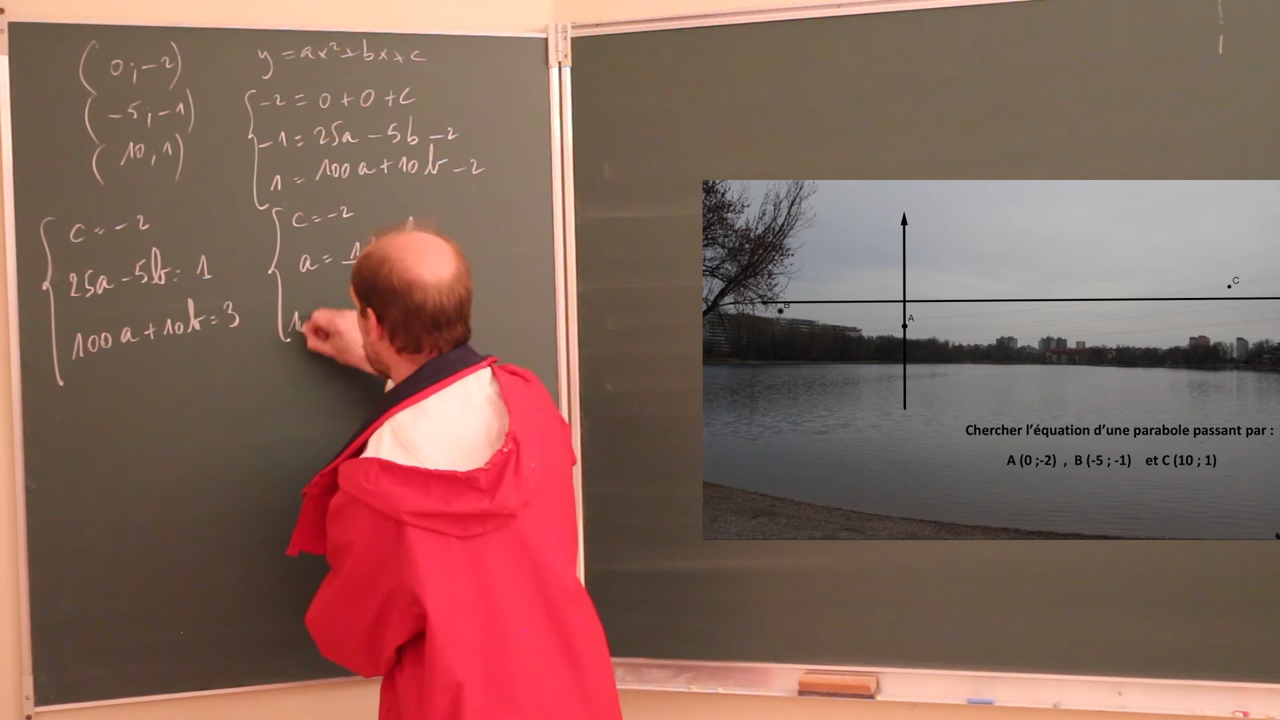 (0;-2)
(-5;-1)
(10;1)
y = ax²+bx+c
-2 = 0+0+c
-1 = 25a-5b-2
1 = 100a+10b-2
c=-2
25a-5b=1
100a+10b=3
c=-2
a=
B
A
C
Chercher l'équation d'une parabole passant par :
A (0 ;-2) , B (-5 ; -1) et C (10 ; 1)